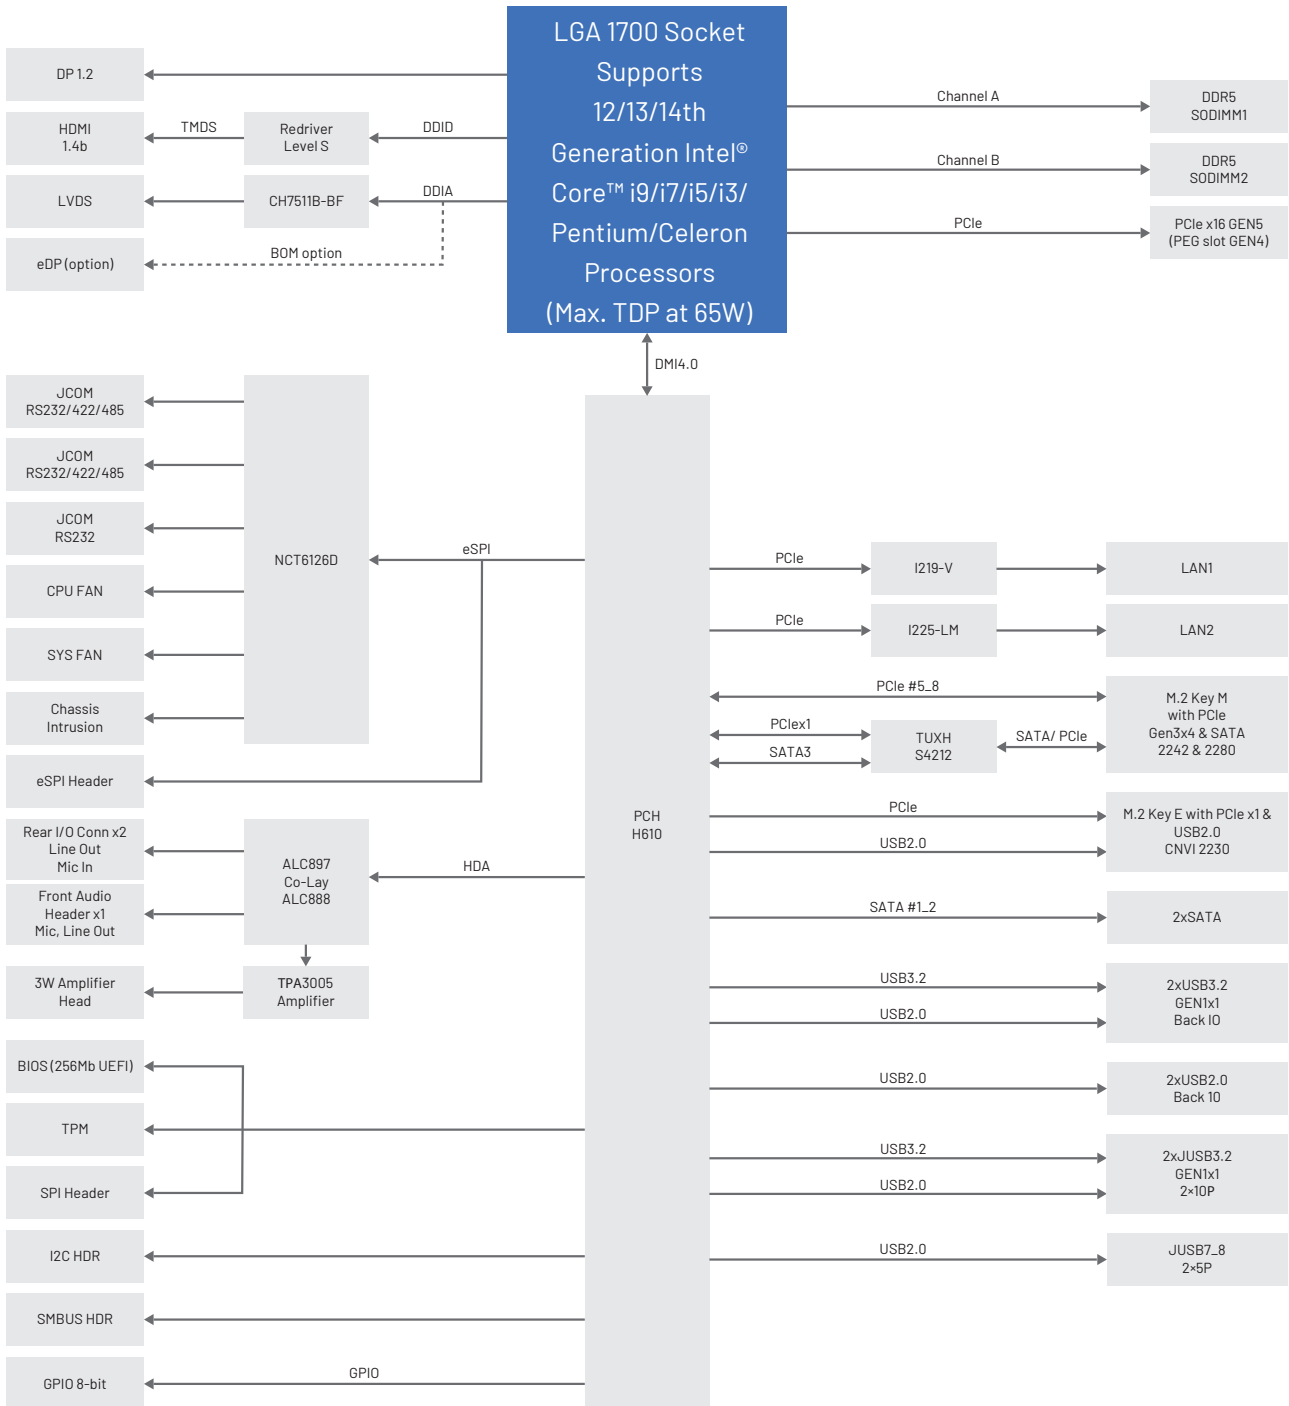 LGA 1700 Socket
Supports
12/13/14th
Generation Intel®
Core™ i9/i7/i5/i3/
Pentium/Celeron
Processors
(Max. TDP at 65W)
DP 1.2
HDMI
1.4b
TMDS
Redriver
Level S
DDID
LVDS
CH7511B-BF
DDIA
eDP (option)
BOM option
Channel A
DDR5
SODIMM1
Channel B
DDR5
SODIMM2
PCIe
PCIe x16 GEN5
(PEG slot GEN4)
DMI4.0
JCOM
RS232/422/485
JCOM
RS232/422/485
JCOM
RS232
CPU FAN
SYS FAN
Chassis
Intrusion
eSPI Header
NCT6126D
eSPI
Rear I/O Conn x2
Line Out
Mic In
Front Audio
Header x1
Mic, Line Out
ALC897
Co-Lay
ALC888
HDA
3W Amplifier
Head
TPA3005
Amplifier
BIOS (256Mb UEFI)
TPM
SPI Header
I2C HDR
SMBUS HDR
GPIO 8-bit
GPIO
PCH
H610
PCIe
I219-V
LAN1
PCIe
I225-LM
LAN2
PCIe #5_8
PCIex1
SATA3
TUXH
S4212
SATA/ PCIe
M.2 Key M
with PCIe
Gen3x4 & SATA
2242 & 2280
PCIe
USB2.0
M.2 Key E with PCIe x1 &
USB2.0
CNVI 2230
SATA #1_2
2xSATA
USB3.2
USB2.0
2xUSB3.2
GEN1x1
Back IO
USB2.0
2xUSB2.0
Back 10
USB3.2
USB2.0
2xJUSB3.2
GEN1x1
2×10P
USB2.0
JUSB7_8
2×5P